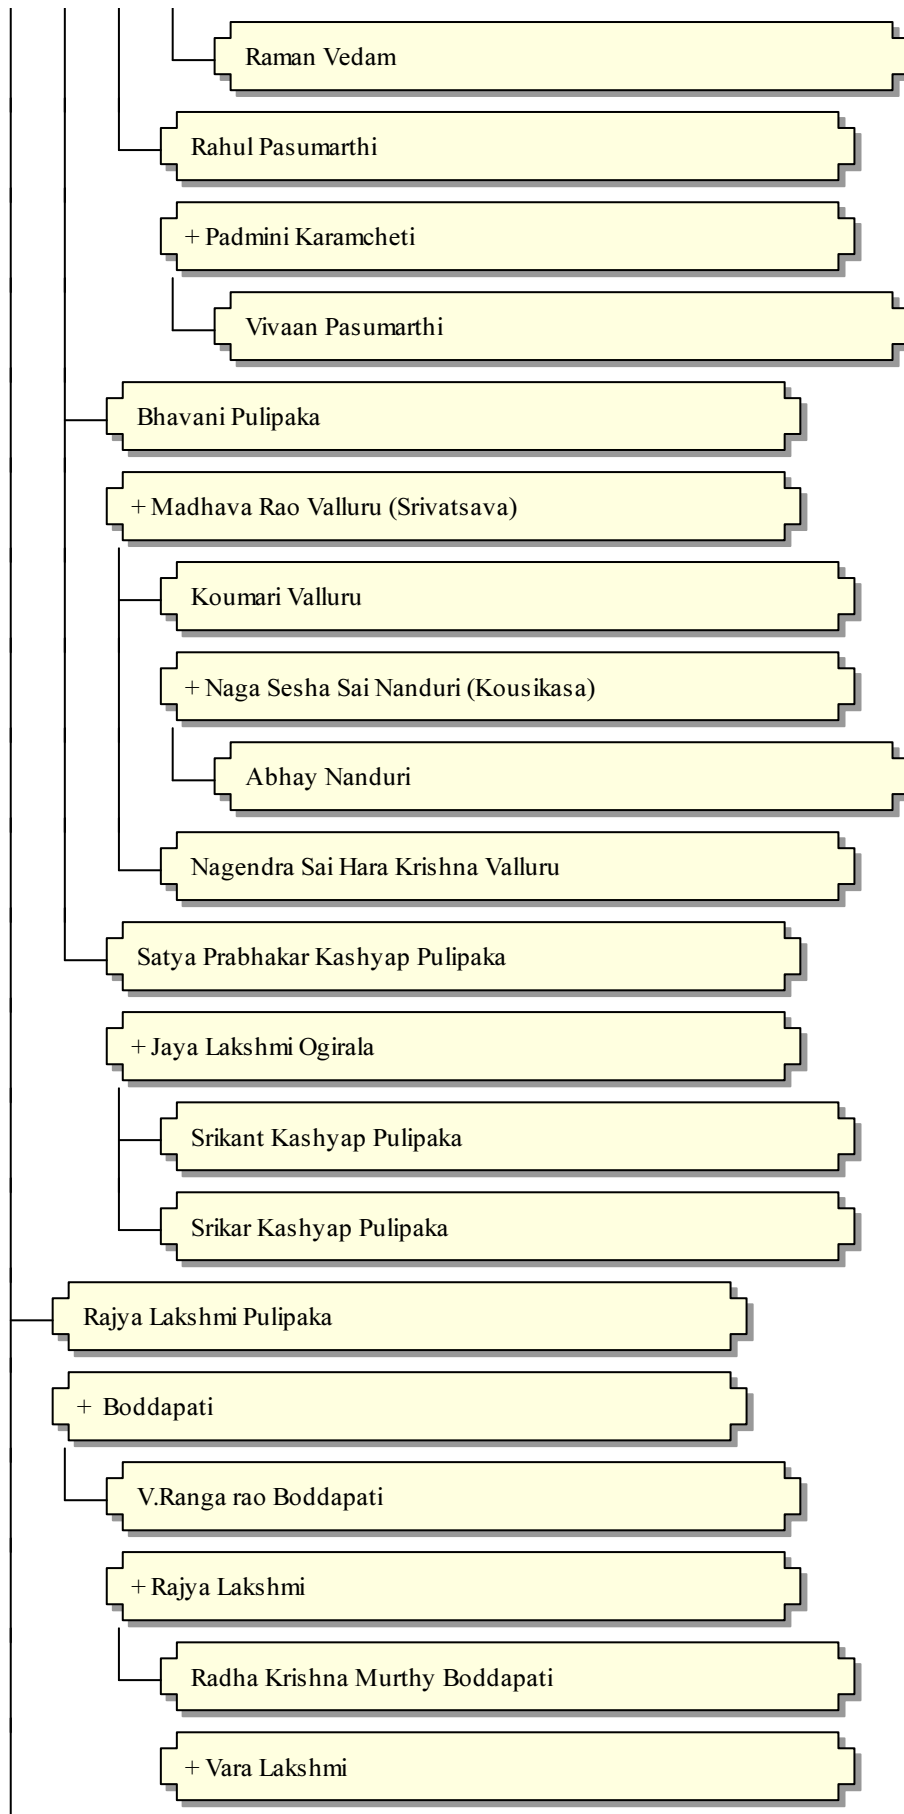 Raman Vedam
Rahul Pasumarthi
+ Padmini Karamcheti
Vivaan Pasumarthi
Bhavani Pulipaka
+ Madhava Rao Valluru (Srivatsava)
Koumari Valluru
+ Naga Sesha Sai Nanduri (Kousikasa)
Abhay Nanduri
Nagendra Sai Hara Krishna Valluru
Satya Prabhakar Kashyap Pulipaka
+ Jaya Lakshmi Ogirala
Srikant Kashyap Pulipaka
Srikar Kashyap Pulipaka
Rajya Lakshmi Pulipaka
+ Boddapati
V.Ranga rao Boddapati
+ Rajya Lakshmi
Radha Krishna Murthy Boddapati
+ Vara Lakshmi